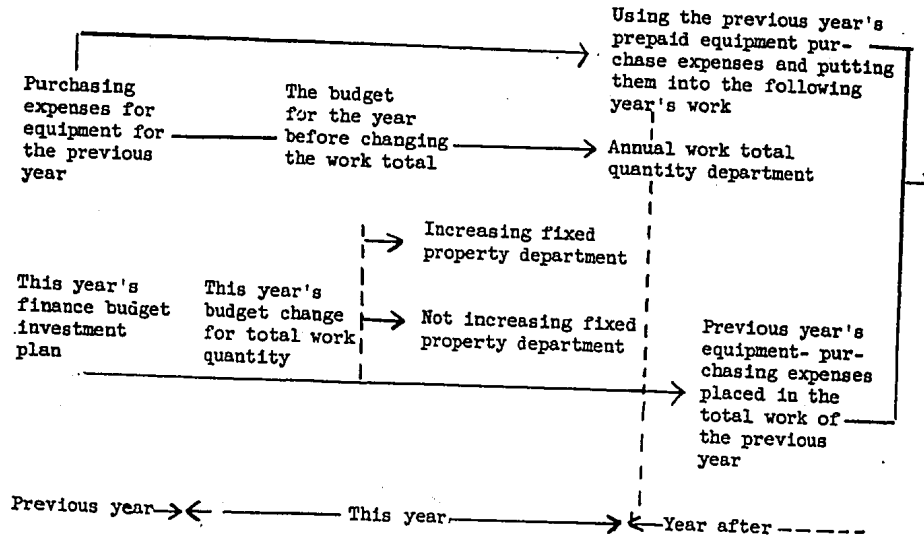 Using the previous year's
prepaid equipment pur-
chase expenses and putting
them into the following
year's work
Purchasing
expenses for
equipment for
the previous
year
The budget
for the year
before changing
the work total
Annual work total
quantity department
Increasing fixed
property department
This year's
finance budget
investment
plan
This year's
budget change
for total work
quantity
Not increasing fixed
property department
Previous year's
equipment- pur-
chasing expenses
placed in the
total work of
the previous
year
Previous year
This year
Year after